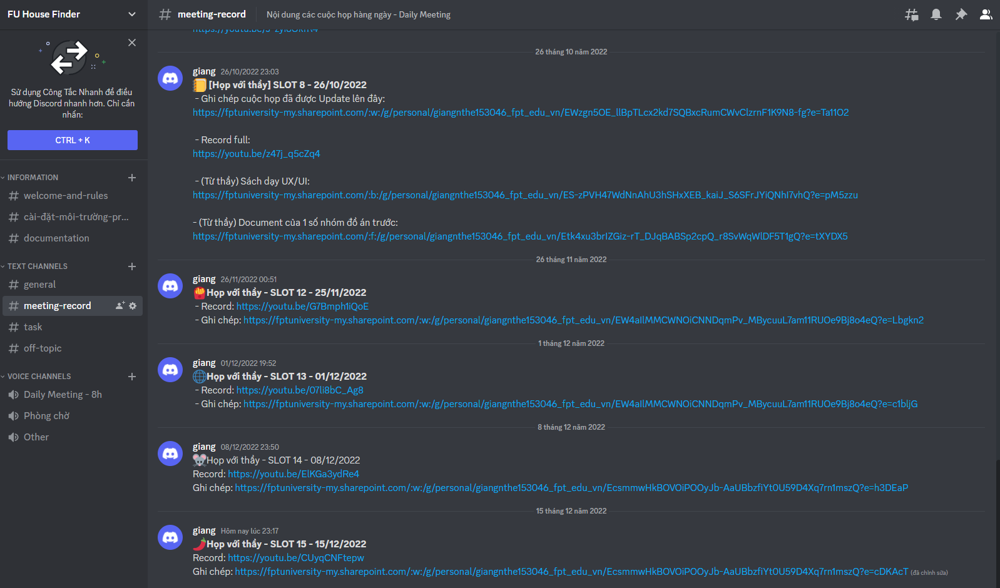 FU House Finder
Sử dụng Công Tắc Nhanh để điều
hướng Discord nhanh hơn. Chỉ cần
nhấn:
CTRL + K
INFORMATION
welcome-and-rules
cài-đặt-môi-trường-pr...
documentation
TEXT CHANNELS
general
meeting-record
task
off-topic
VOICE CHANNELS
Daily Meeting - 8h
Phòng chờ
Other
meeting-record
Nội dung các cuộc họp hàng ngày - Daily Meeting
26 tháng 10 năm 2022
giang 26/10/2022 23:03
[Họp với thầy] SLOT 8 - 26/10/2022
- Ghi chép cuộc họp đã được Update lên đây:
https://fptuniversity-my.sharepoint.com/:w:/g/personal/giangnthe153046_fpt_edu_vn/EWzgn5OE_llBpTLcx2kd7SQBxcRumCWvClzrnF1K9N8-fg?e=Ta11O2
- Record full:
https://youtu.be/z47j_q5cZq4
- (Từ thầy) Sách dạy UX/UI:
https://fptuniversity-my.sharepoint.com/:b:/g/personal/giangnthe153046_fpt_edu_vn/ES-zPVH47WdNnAhU3hSHxXEB_kaiJ_S6SFrJYiQNhI7vhQ?e=pM5zzu
- (Từ thầy) Document của 1 số nhóm đồ án trước:
https://fptuniversity-my.sharepoint.com/:f:/g/personal/giangnthe153046_fpt_edu_vn/Etk4xu3brIZGiz-rT_DJqBABSp2cpQ_r8SvWqWlDF5T1gQ?e=tXYDX5
26 tháng 11 năm 2022
giang 26/11/2022 00:51
Họp với thầy - SLOT 12 - 25/11/2022
- Record: https://youtu.be/G7Bmph1iQoE
- Ghi chép: https://fptuniversity-my.sharepoint.com/:w:/g/personal/giangnthe153046_fpt_edu_vn/EW4aIlMMCWNOiCNNDqmPv_MBycuuL7am11RUOe9Bj8o4eQ?e=Lbgkn2
1 tháng 12 năm 2022
giang 01/12/2022 19:52
Họp với thầy - SLOT 13 - 01/12/2022
- Record: https://youtu.be/07li8bC_Ag8
- Ghi chép: https://fptuniversity-my.sharepoint.com/:w:/g/personal/giangnthe153046_fpt_edu_vn/EW4aIlMMCWNOiCNNDqmPv_MBycuuL7am11RUOe9Bj8o4eQ?e=c1bljG
8 tháng 12 năm 2022
giang 08/12/2022 23:50
Họp với thầy - SLOT 14 - 08/12/2022
Record: https://youtu.be/ElKGa3ydRe4
Ghi chép: https://fptuniversity-my.sharepoint.com/:w:/g/personal/giangnthe153046_fpt_edu_vn/EcsmmwHkBOVOiPOOyJb-AaUBbzfiYt0U59D4Xq7rn1mszQ?e=h3DEaP
15 tháng 12 năm 2022
giang Hôm nay lúc 23:17
Họp với thầy - SLOT 15 - 15/12/2022
Record: https://youtu.be/CUyqCNFtepw
Ghi chép: https://fptuniversity-my.sharepoint.com/:w:/g/personal/giangnthe153046_fpt_edu_vn/EcsmmwHkBOVOiPOOyJb-AaUBbzfiYt0U59D4Xq7rn1mszQ?e=cDKAcT (đã chỉnh sửa)